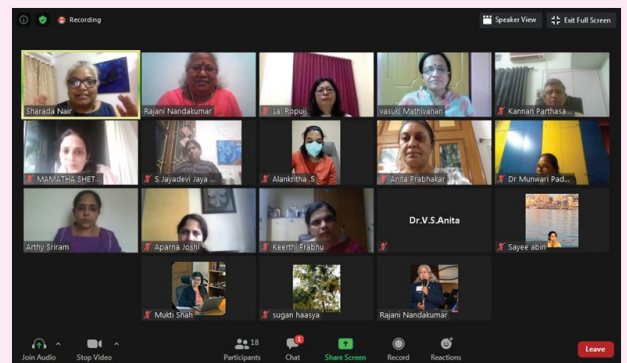 Recording
Speaker View
Exit Full Screen
Sharada Nair
Rajani Nandakumar
Lal Ropuii
vasuki Mathivanan
Kannan Parthasa...
MAMATHA SHET...
S.Jayadevi Jaya ...
Alankritha .S
Anita Prabhakar
Dr Munwari Pad...
Arthy Sriram
Aparna Joshi
Keerthi Prabhu
Dr.V.S.Anita
Sayee abin
Mukti Shah
sugan haasya
Rajani Nandakumar
Join Audio
Stop Video
18
Participants
1
Chat
Share Screen
Record
Reactions
Leave